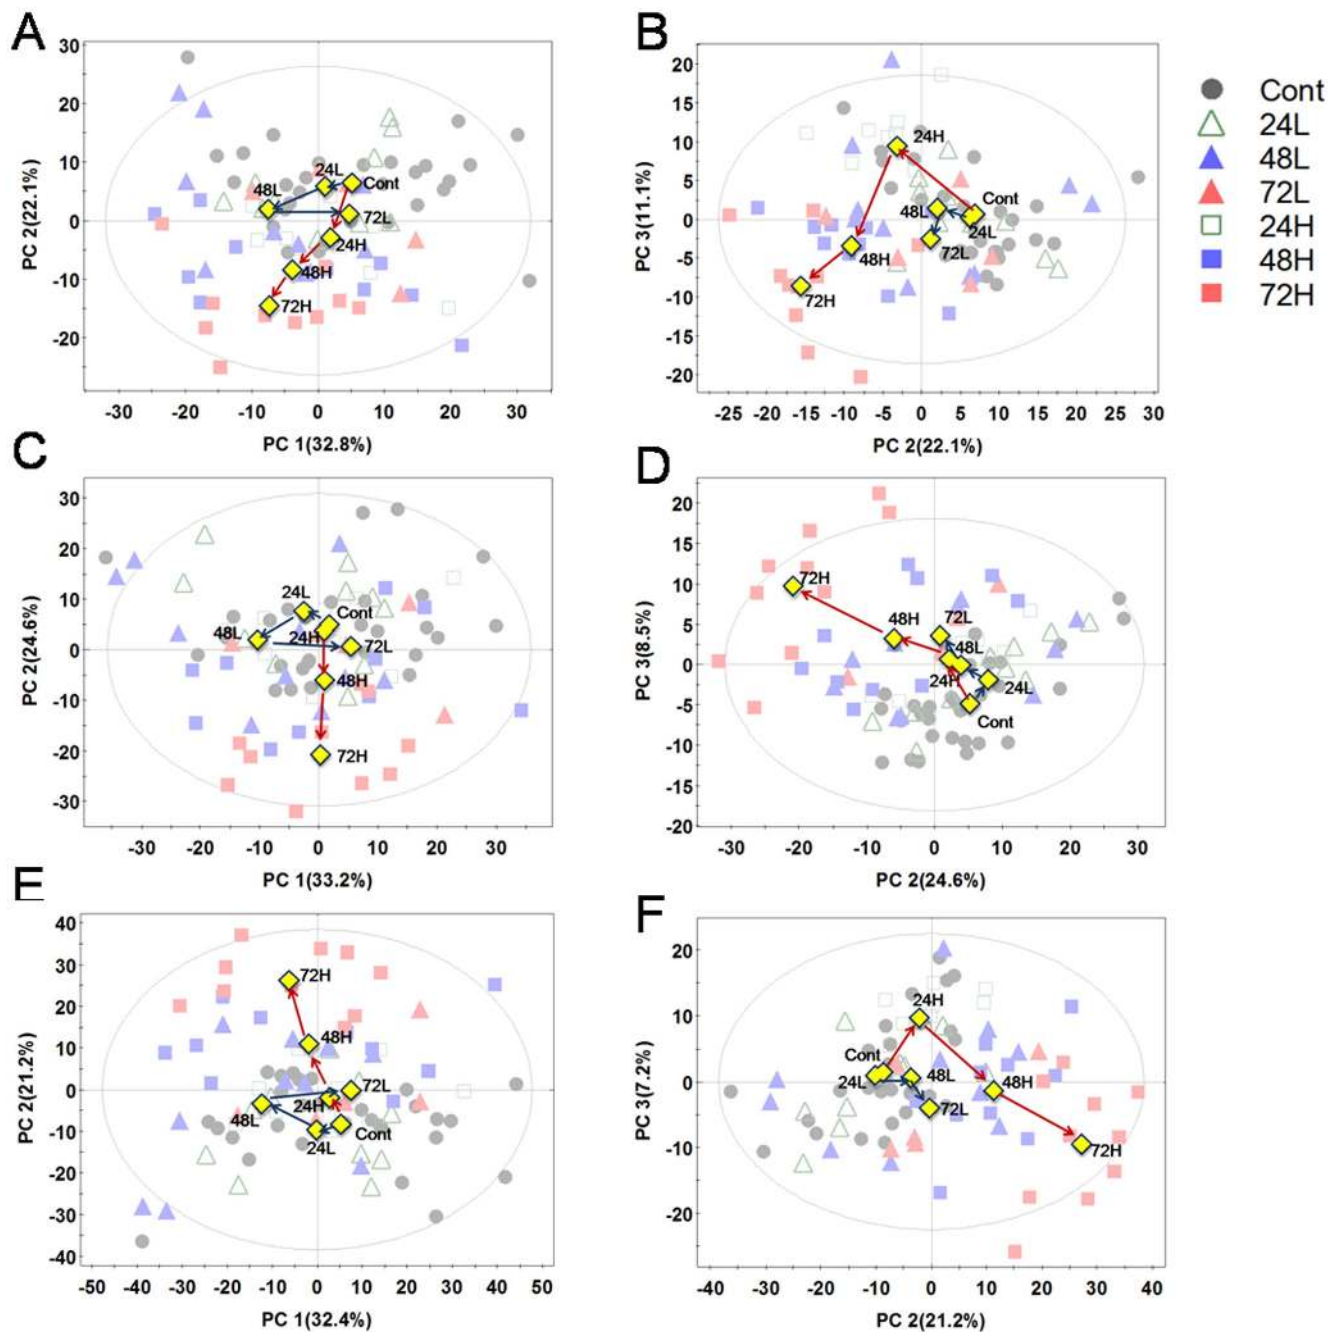 A
30
20
10
0
-10
-20
PC 2(22.1%)
24L
Cont
48L
72L
24H
48H
72H
-30
-20
-10
0
10
20
30
PC 1(32.8%)
B
20
15
10
5
0
-5
-10
-15
-20
PC 3(11.1%)
24H
Cont
48L
24L
72L
48H
72H
-25
-20
-15
-10
-5
0
5
10
15
20
25
30
PC 2(22.1%)
Cont
24L
48L
72L
24H
48H
72H
C
30
20
10
0
-10
-20
-30
PC 2(24.6%)
24L
Cont
48L
24H
72L
48H
72H
-30
-20
-10
0
10
20
30
PC 1(33.2%)
D
20
15
10
5
0
-5
-10
-15
-20
PC 3(8.5%)
72H
72L
48H
48L
24H
24L
Cont
-30
-20
-10
0
10
20
30
PC 2(24.6%)
E
40
30
20
10
0
-10
-20
-30
-40
PC 2(21.2%)
72H
48H
72L
24H
48L
Cont
24L
-50
-40
-30
-20
-10
0
10
20
30
40
50
PC 1(32.4%)
F
20
10
0
-10
-20
PC 3(7.2%)
24H
Cont
24L
48L
48H
72L
72H
-40
-30
-20
-10
0
10
20
30
40
PC 2(21.2%)